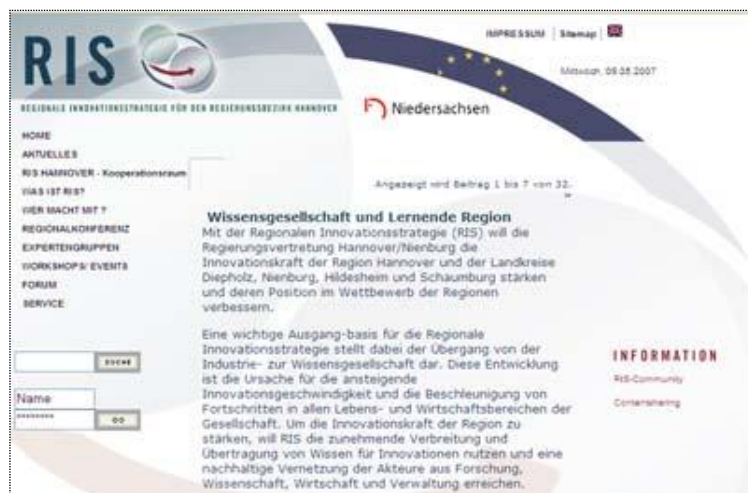 IMPRESSUM | Sitemap |
RIS
Mittwoch, 09.05.2007
REGIONALE INNOVATIONSSTRATEGIE FÜR DEN REGIERUNGSBEZIRK HANNOVER
Niedersachsen
HOME
AKTUELLES
RIS HANNOVER - Kooperationsraum
WAS IST RIS?
WER MACHT MIT ?
REGIONALKONFERENZ
EXPERTENGRUPPEN
WORKSHOPS/ EVENTS
FORUM
SERVICE
SUCHE
Name
********
GO
Angezeigt wird Beitrag 1 bis 7 von 32.
»
Wissensgesellschaft und Lernende Region
Mit der Regionalen Innovationsstrategie (RIS) will die
Regierungsvertretung Hannover/Nienburg die
Innovationskraft der Region Hannover und der Landkreise
Diepholz, Nienburg, Hildesheim und Schaumburg stärken
und deren Position im Wettbewerb der Regionen
verbessern.
Eine wichtige Ausgang-basis für die Regionale
Innovationsstrategie stellt dabei der Übergang von der
Industrie- zur Wissensgesellschaft dar. Diese Entwicklung
ist die Ursache für die ansteigende
Innovationsgeschwindigkeit und die Beschleunigung von
Fortschritten in allen Lebens- und Wirtschaftsbereichen der
Gesellschaft. Um die Innovationskraft der Region zu
stärken, will RIS die zunehmende Verbreitung und
Übertragung von Wissen für Innovationen nutzen und eine
nachhaltige Vernetzung der Akteure aus Forschung,
Wissenschaft, Wirtschaft und Verwaltung erreichen.
INFORMATION
RIS-Community
Contentsharing